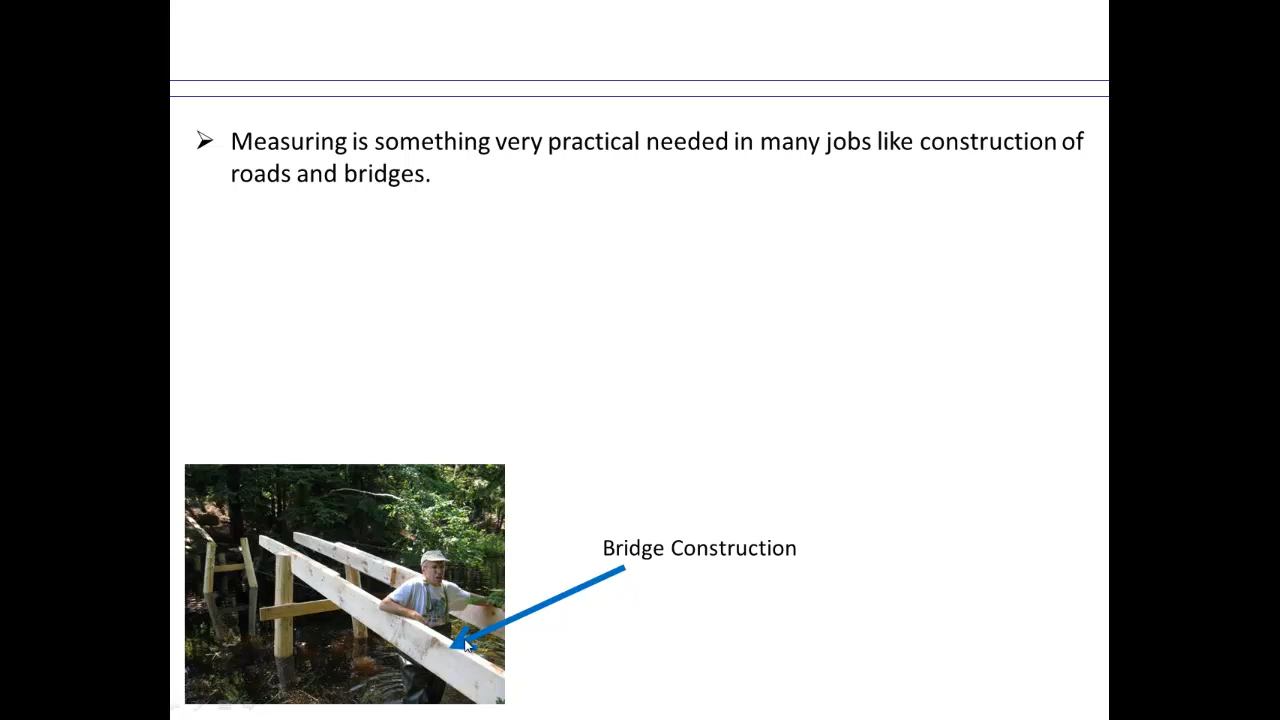 ➢ Measuring is something very practical needed in many jobs like construction of
roads and bridges.
Bridge Construction